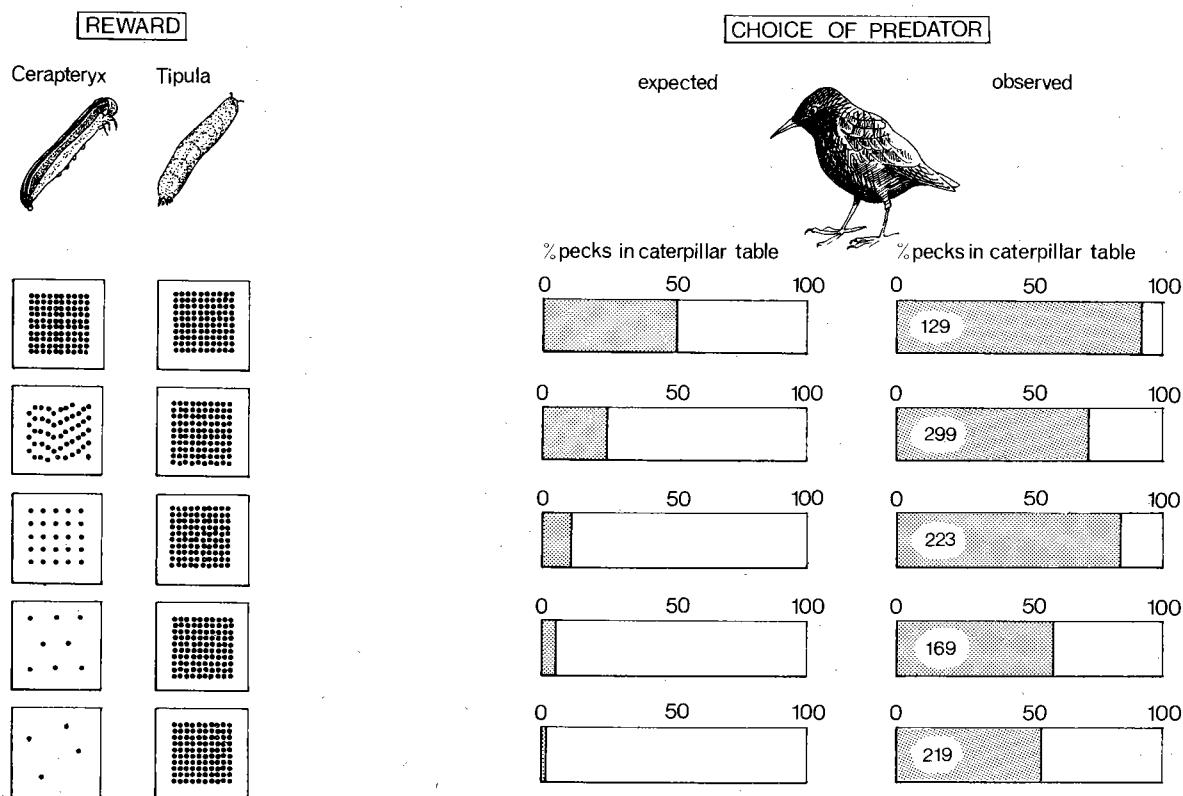 REWARD
CHOICE OF PREDATOR
Cerapteryx Tipula
expected observed
% pecks in caterpillar table % pecks in caterpillar table
0 50 100 0 50 100
129
0 50 100 0 50 100
299
0 50 100 0 50 100
223
0 50 100 0 50 100
169
0 50 100 0 50 100
219